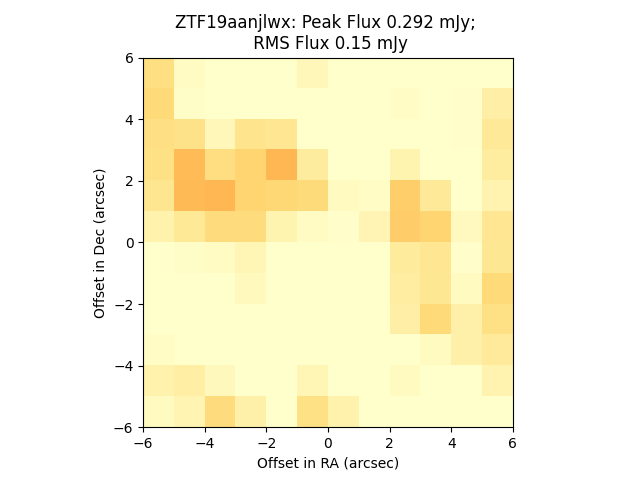 ZTF19aanjlwx: Peak Flux 0.292 mJy;
RMS Flux 0.15 mJy
6
4
2
0
−2
−4
−6
Offset in Dec (arcsec)
−6 −4 −2 0 2 4 6
Offset in RA (arcsec)